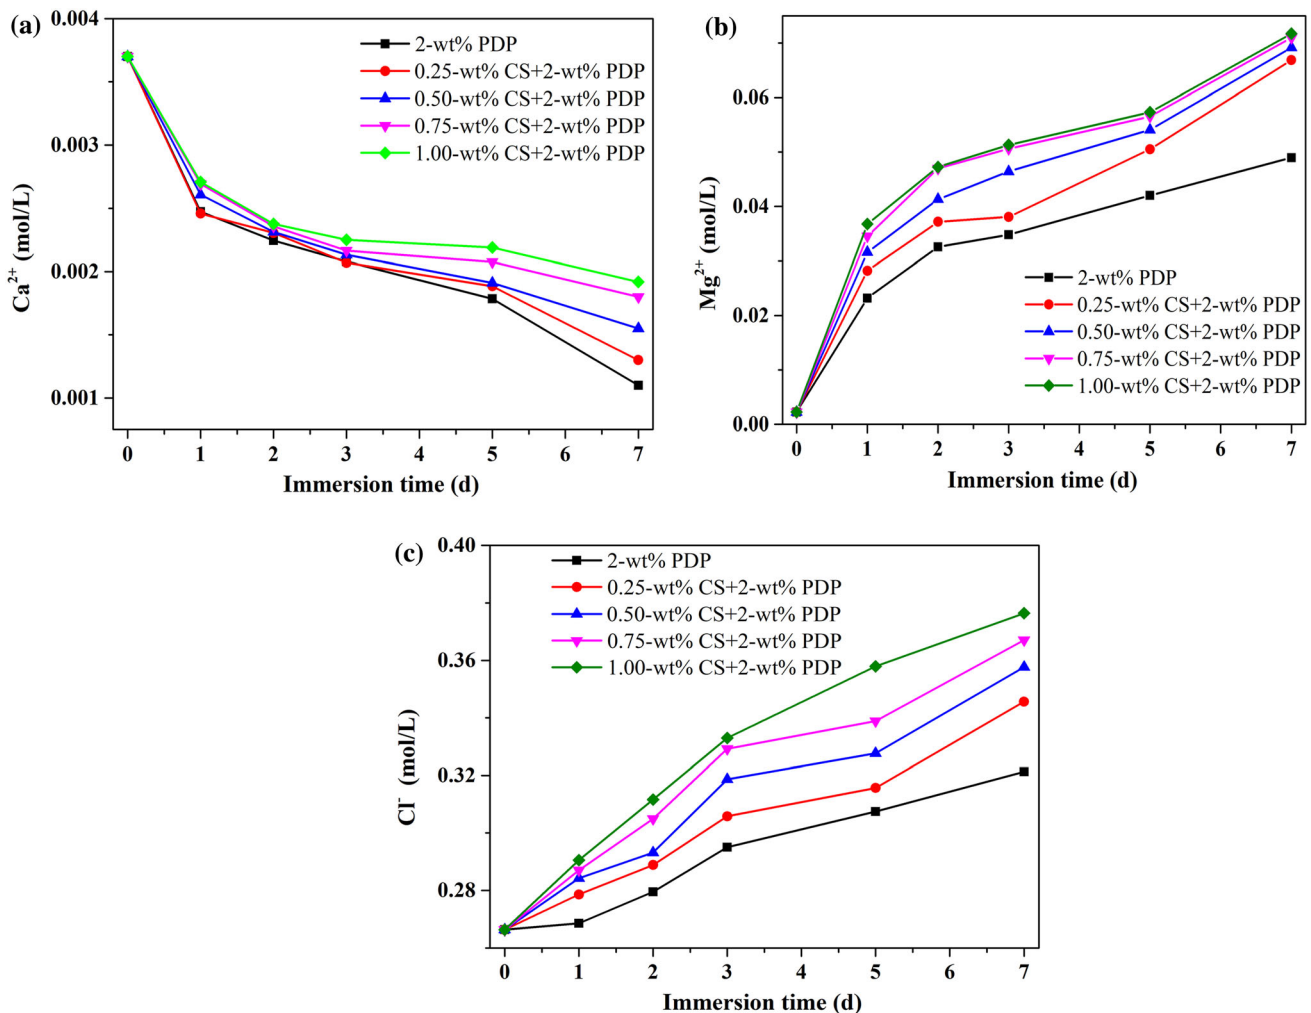 (a)
0.004
0.003
0.002
0.001
Ca²⁺ (mol/L)
2-wt% PDP
0.25-wt% CS+2-wt% PDP
0.50-wt% CS+2-wt% PDP
0.75-wt% CS+2-wt% PDP
1.00-wt% CS+2-wt% PDP
0 1 2 3 4 5 6 7
Immersion time (d)
(b)
0.06
0.04
0.02
0.00
Mg²⁺ (mol/L)
2-wt% PDP
0.25-wt% CS+2-wt% PDP
0.50-wt% CS+2-wt% PDP
0.75-wt% CS+2-wt% PDP
1.00-wt% CS+2-wt% PDP
0 1 2 3 4 5 6 7
Immersion time (d)
(c)
0.40
0.36
0.32
0.28
Cl⁻ (mol/L)
2-wt% PDP
0.25-wt% CS+2-wt% PDP
0.50-wt% CS+2-wt% PDP
0.75-wt% CS+2-wt% PDP
1.00-wt% CS+2-wt% PDP
0 1 2 3 4 5 6 7
Immersion time (d)